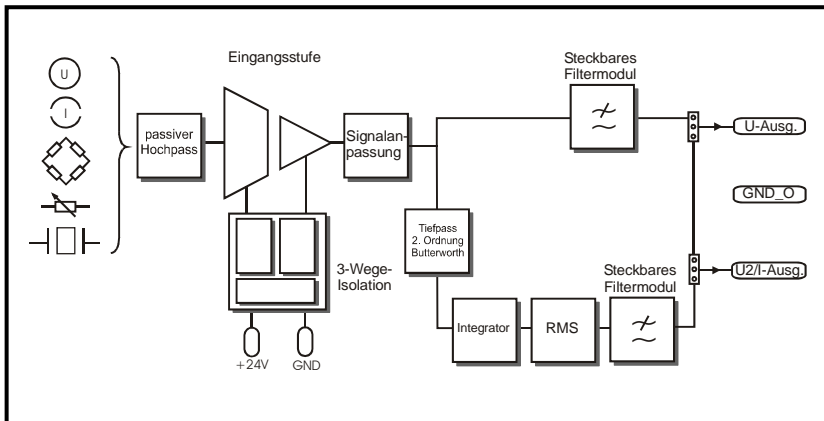 Eingangsstufe
Steckbares
Filtermodul
U
I
passiver
Hochpass
Signalan-
passung
U-Ausg.
GND_O
Tiefpass
2. Ordnung
Butterworth
3-Wege-
Isolation
Steckbares
Filtermodul
U2/I-Ausg.
Integrator
RMS
+24V
GND